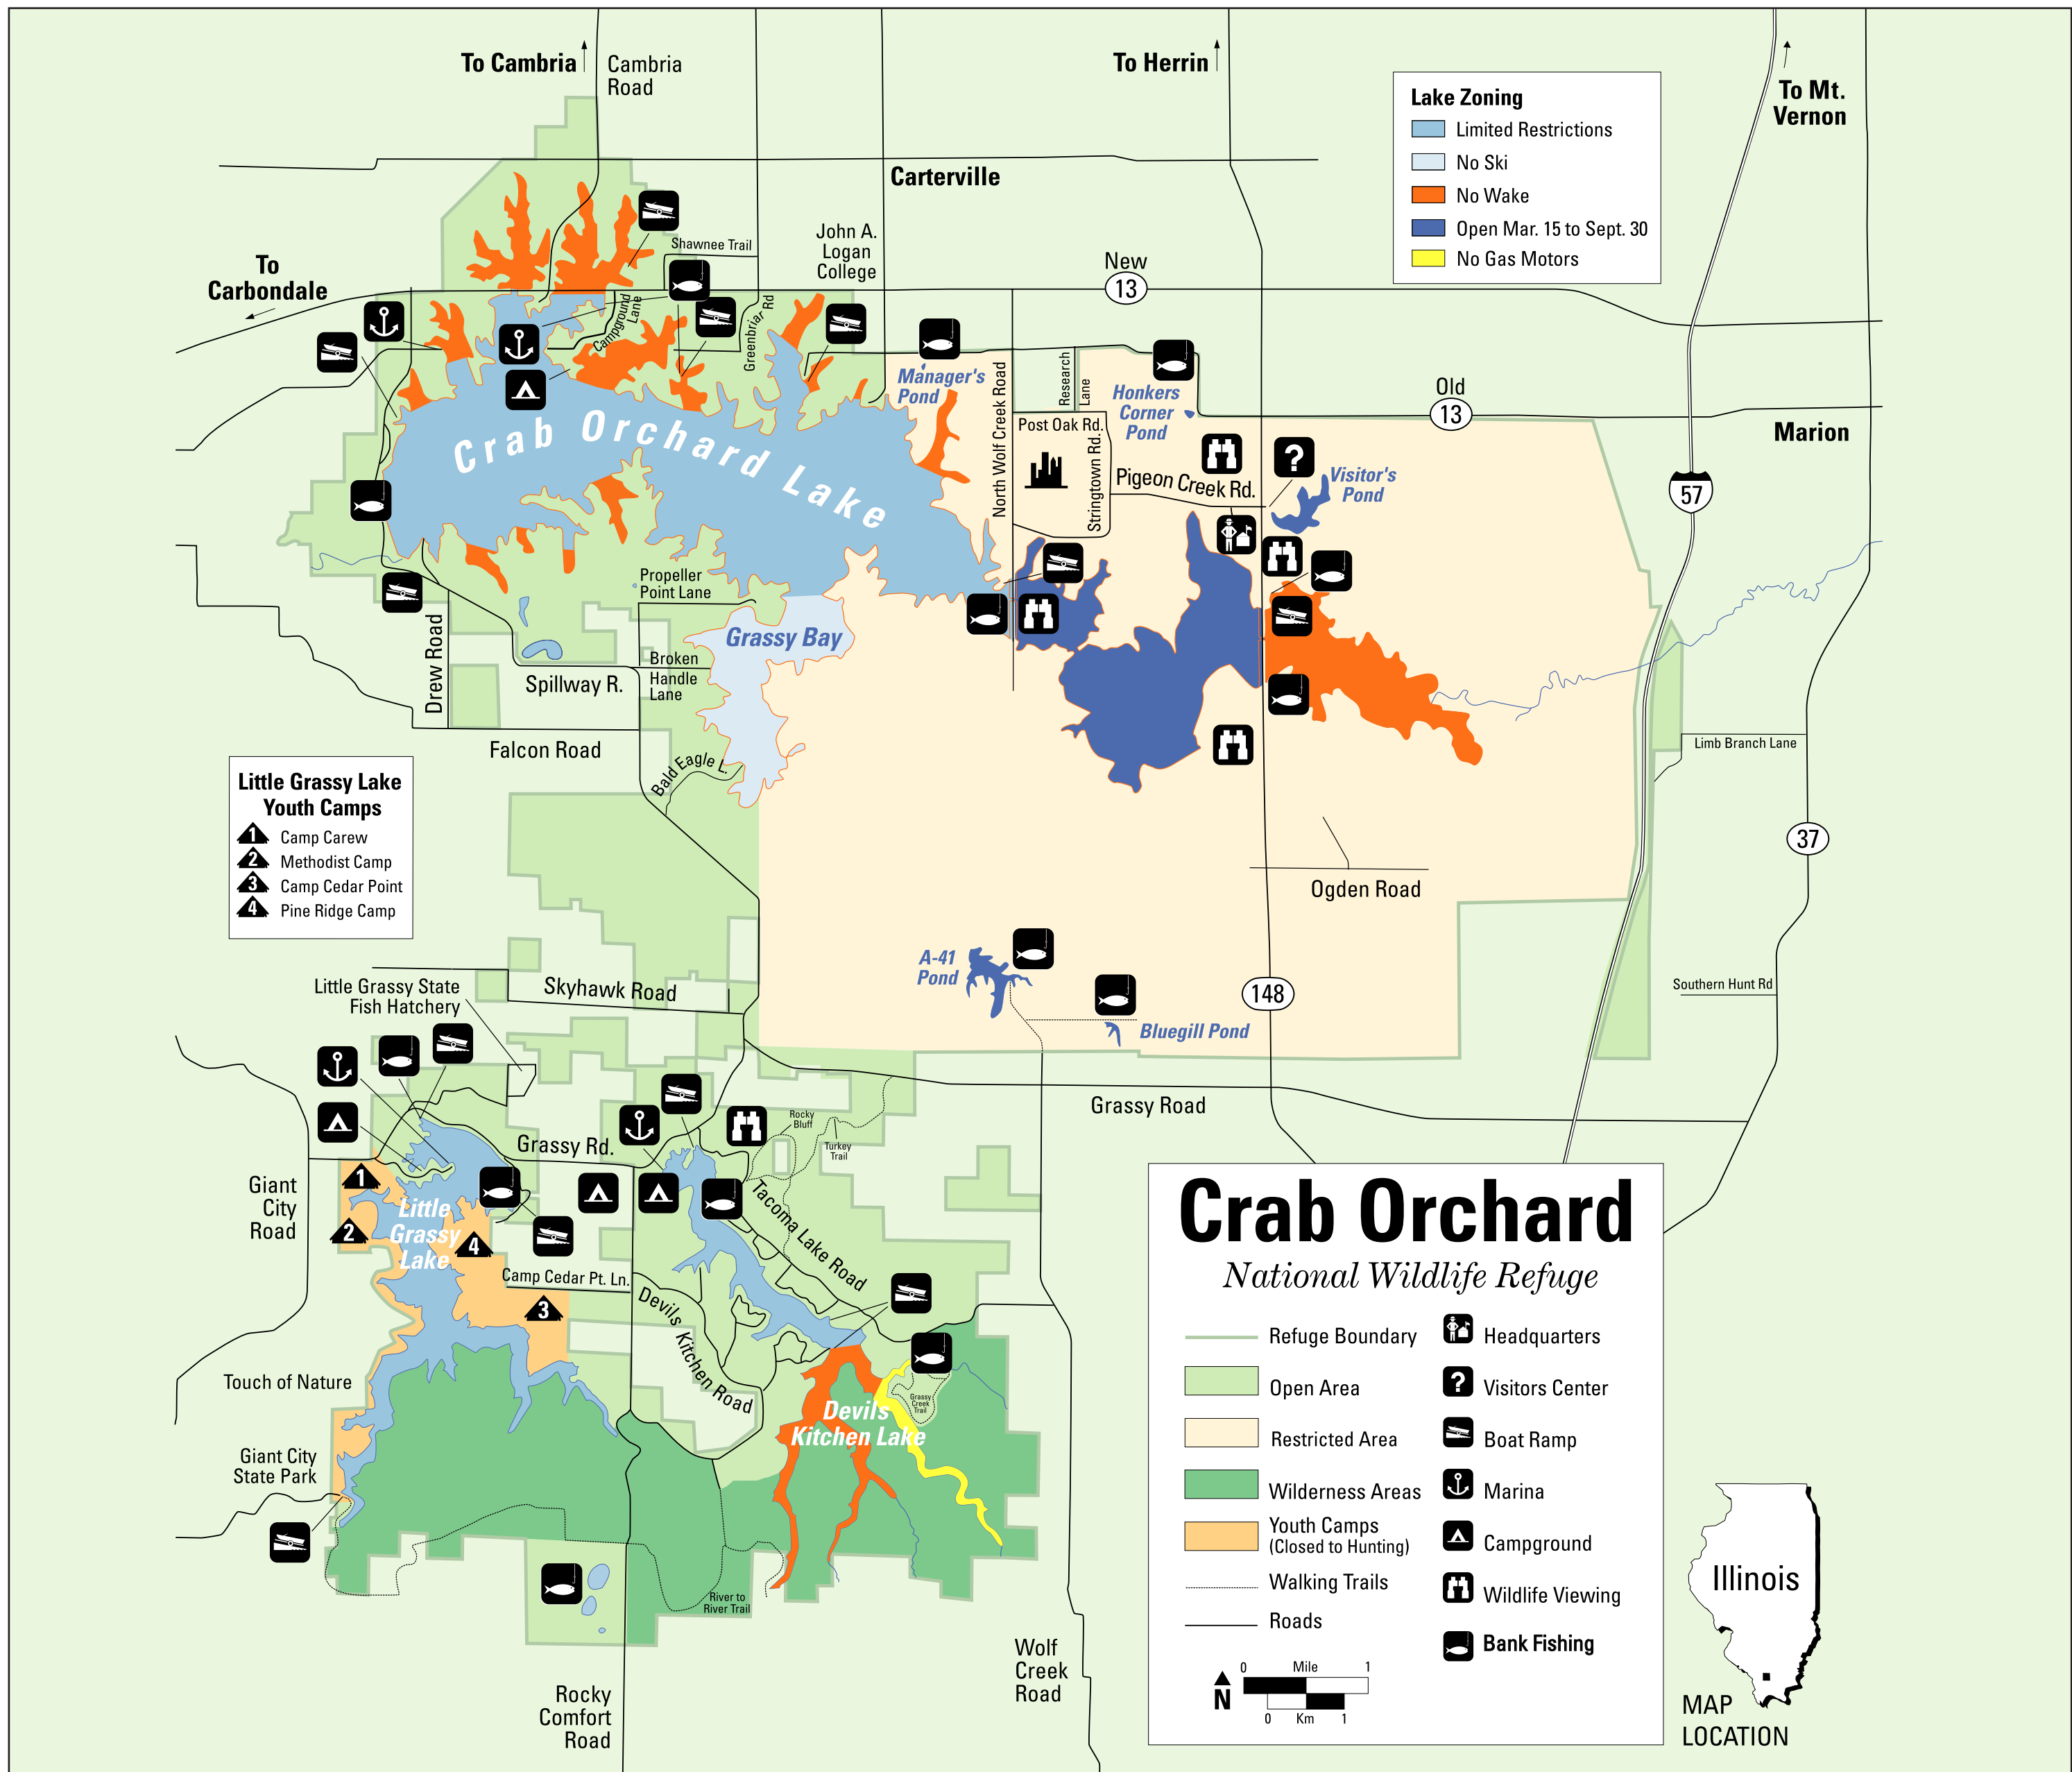 To Cambria
Cambria
Road
To Herrin
To Mt.
Vernon
Lake Zoning
Limited Restrictions
No Ski
No Wake
Open Mar. 15 to Sept. 30
No Gas Motors
Carterville
John A.
Logan
College
Shawnee Trail
To
Carbondale
New
13
Campground
Lane
Greenbriar Rd
Manager's
Pond
North Wolf Creek Road
Research
Lane
Honkers
Corner
Pond
Old
13
Marion
Post Oak Rd.
Stringtown Rd.
Pigeon Creek Rd.
?
Visitor's
Pond
57
Crab Orchard Lake
Propeller
Point Lane
Grassy Bay
Drew Road
Broken
Handle
Lane
Spillway R.
Falcon Road
Bald Eagle L.
Limb Branch Lane
37
Little Grassy Lake
Youth Camps
1 Camp Carew
2 Methodist Camp
3 Camp Cedar Point
4 Pine Ridge Camp
Ogden Road
A-41
Pond
Bluegill Pond
148
Southern Hunt Rd
Little Grassy State
Fish Hatchery
Skyhawk Road
Grassy Road
Rocky
Bluff
Turkey
Trail
Grassy Rd.
Giant
City
Road
1
2
Little
Grassy
Lake
4
Tacoma Lake Road
Camp Cedar Pt. Ln.
3
Devils Kitchen Road
Touch of Nature
Grassy
Creek
Trail
Devils
Kitchen Lake
Giant City
State Park
River to
River Trail
Rocky
Comfort
Road
Wolf
Creek
Road
Crab Orchard
National Wildlife Refuge
Refuge Boundary
Open Area
Restricted Area
Wilderness Areas
Youth Camps
(Closed to Hunting)
Walking Trails
Roads
Headquarters
? Visitors Center
Boat Ramp
Marina
Campground
Wildlife Viewing
Bank Fishing
0 Mile 1
N
0 Km 1
Illinois
MAP
LOCATION